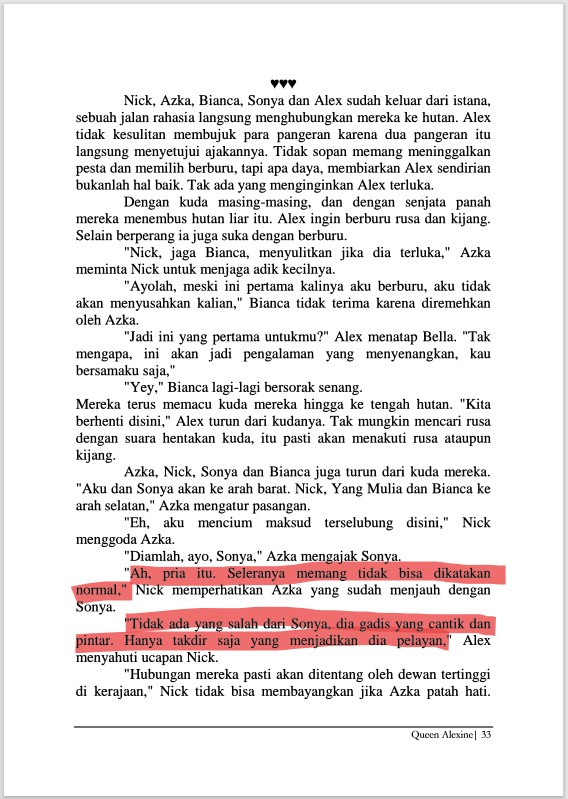 ♥♥♥
Nick, Azka, Bianca, Sonya dan Alex sudah keluar dari istana,
sebuah jalan rahasia langsung menghubungkan mereka ke hutan. Alex
tidak kesulitan membujuk para pangeran karena dua pangeran itu
langsung menyetujui ajakannya. Tidak sopan memang meninggalkan
pesta dan memilih berburu, tapi apa daya, membiarkan Alex sendirian
bukanlah hal baik. Tak ada yang menginginkan Alex terluka.
Dengan kuda masing-masing, dan dengan senjata panah
mereka menembus hutan liar itu. Alex ingin berburu rusa dan kijang.
Selain berperang ia juga suka dengan berburu.
"Nick, jaga Bianca, menyulitkan jika dia terluka," Azka
meminta Nick untuk menjaga adik kecilnya.
"Ayolah, meski ini pertama kalinya aku berburu, aku tidak
akan menyusahkan kalian," Bianca tidak terima karena diremehkan
oleh Azka.
"Jadi ini yang pertama untukmu?" Alex menatap Bella. "Tak
mengapa, ini akan jadi pengalaman yang menyenangkan, kau
bersamaku saja,"
"Yey," Bianca lagi-lagi bersorak senang.
Mereka terus memacu kuda mereka hingga ke tengah hutan. "Kita
berhenti disini," Alex turun dari kudanya. Tak mungkin mencari rusa
dengan suara hentakan kuda, itu pasti akan menakuti rusa ataupun
kijang.
Azka, Nick, Sonya dan Bianca juga turun dari kuda mereka.
"Aku dan Sonya akan ke arah barat. Nick, Yang Mulia dan Bianca ke
arah selatan," Azka mengatur pasangan.
"Eh, aku mencium maksud terselubung disini," Nick
menggoda Azka.
"Diamlah, ayo, Sonya," Azka mengajak Sonya.
"Ah, pria itu. Seleranya memang tidak bisa dikatakan
normal," Nick memperhatikan Azka yang sudah menjauh dengan
Sonya.
"Tidak ada yang salah dari Sonya, dia gadis yang cantik dan
pintar. Hanya takdir saja yang menjadikan dia pelayan," Alex
menyahuti ucapan Nick.
"Hubungan mereka pasti akan ditentang oleh dewan tertinggi
di kerajaan," Nick tidak bisa membayangkan jika Azka patah hati.
Queen Alexine| 33